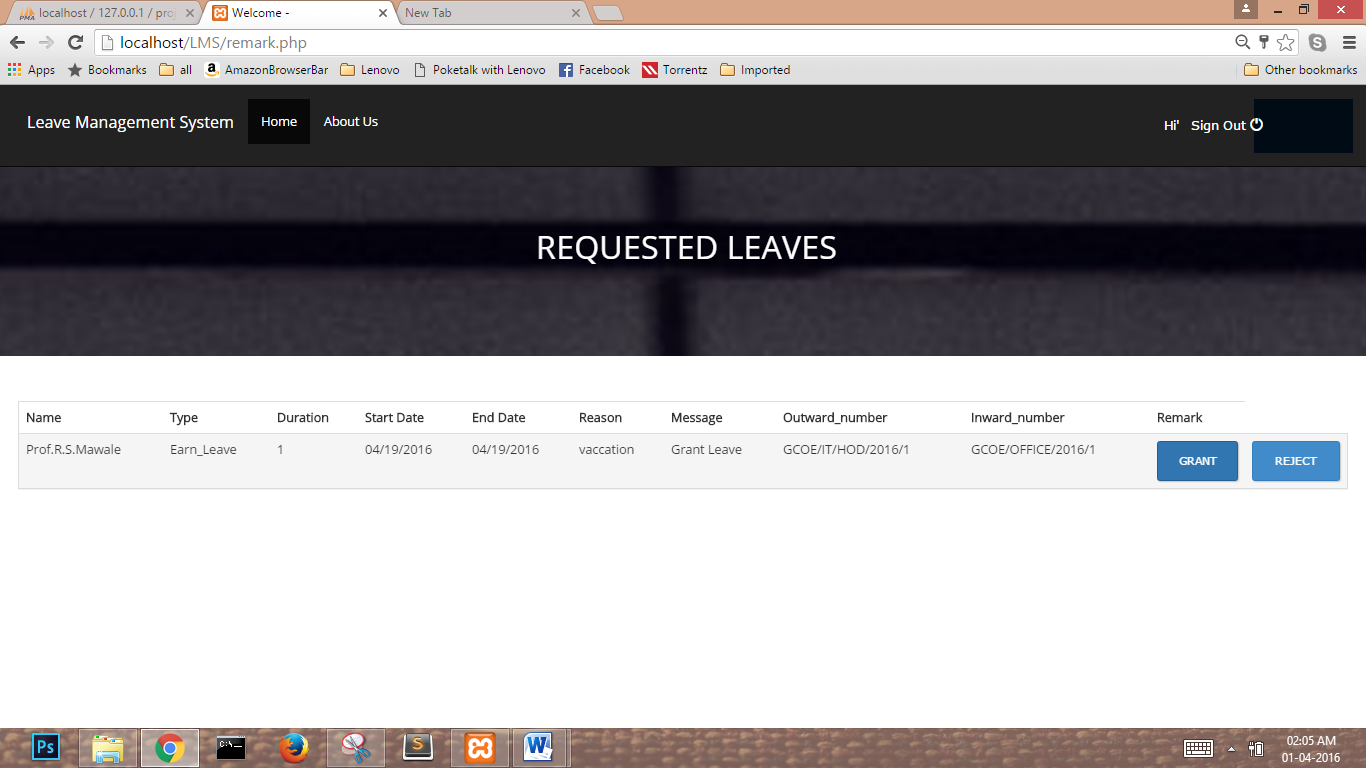 localhost / 127.0.0.1 / pro
Welcome -
New Tab
localhost/LMS/remark.php
Apps Bookmarks all AmazonBrowserBar Lenovo Poketalk with Lenovo Facebook Torrentz Imported Other bookmarks
Leave Management System Home About Us Hi' Sign Out
REQUESTED LEAVES
Name Type Duration Start Date End Date Reason Message Outward_number Inward_number Remark
Prof.R.S.Mawale Earn_Leave 1 04/19/2016 04/19/2016 vaccation Grant Leave GCOE/IT/HOD/2016/1 GCOE/OFFICE/2016/1 GRANT REJECT
02:05 AM
01-04-2016